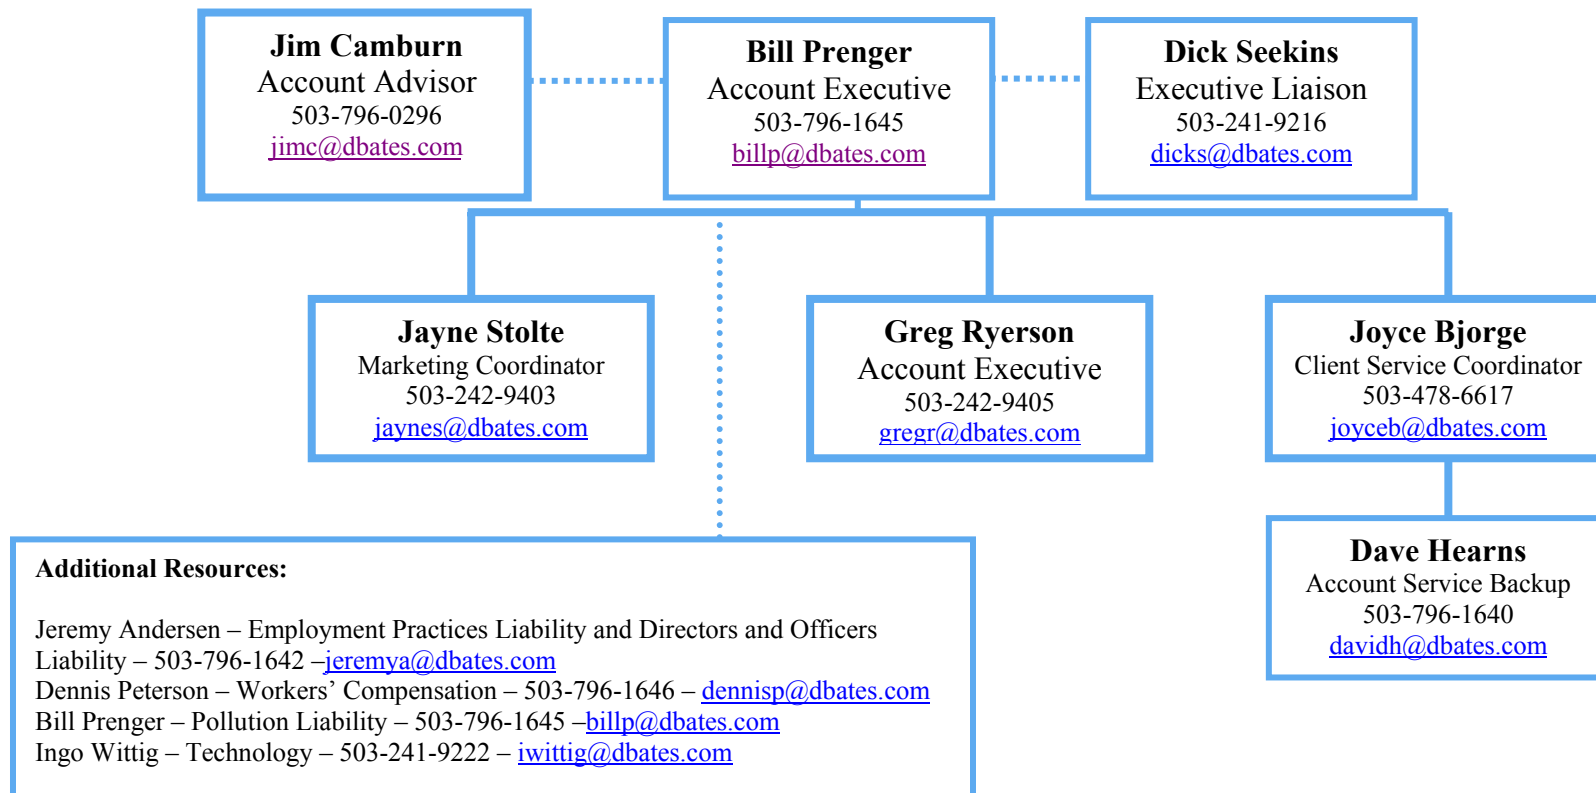 Jim Camburn
Account Advisor
503-796-0296
jimc@dbates.com
Bill Prenger
Account Executive
503-796-1645
billp@dbates.com
Dick Seekins
Executive Liaison
503-241-9216
dicks@dbates.com
Jayne Stolte
Marketing Coordinator
503-242-9403
jaynes@dbates.com
Greg Ryerson
Account Executive
503-242-9405
gregr@dbates.com
Joyce Bjorge
Client Service Coordinator
503-478-6617
joyceb@dbates.com
Dave Hearns
Account Service Backup
503-796-1640
davidh@dbates.com
Additional Resources:
Jeremy Andersen – Employment Practices Liability and Directors and Officers
Liability – 503-796-1642 –jeremya@dbates.com
Dennis Peterson – Workers’ Compensation – 503-796-1646 – dennisp@dbates.com
Bill Prenger – Pollution Liability – 503-796-1645 –billp@dbates.com
Ingo Wittig – Technology – 503-241-9222 – iwittig@dbates.com